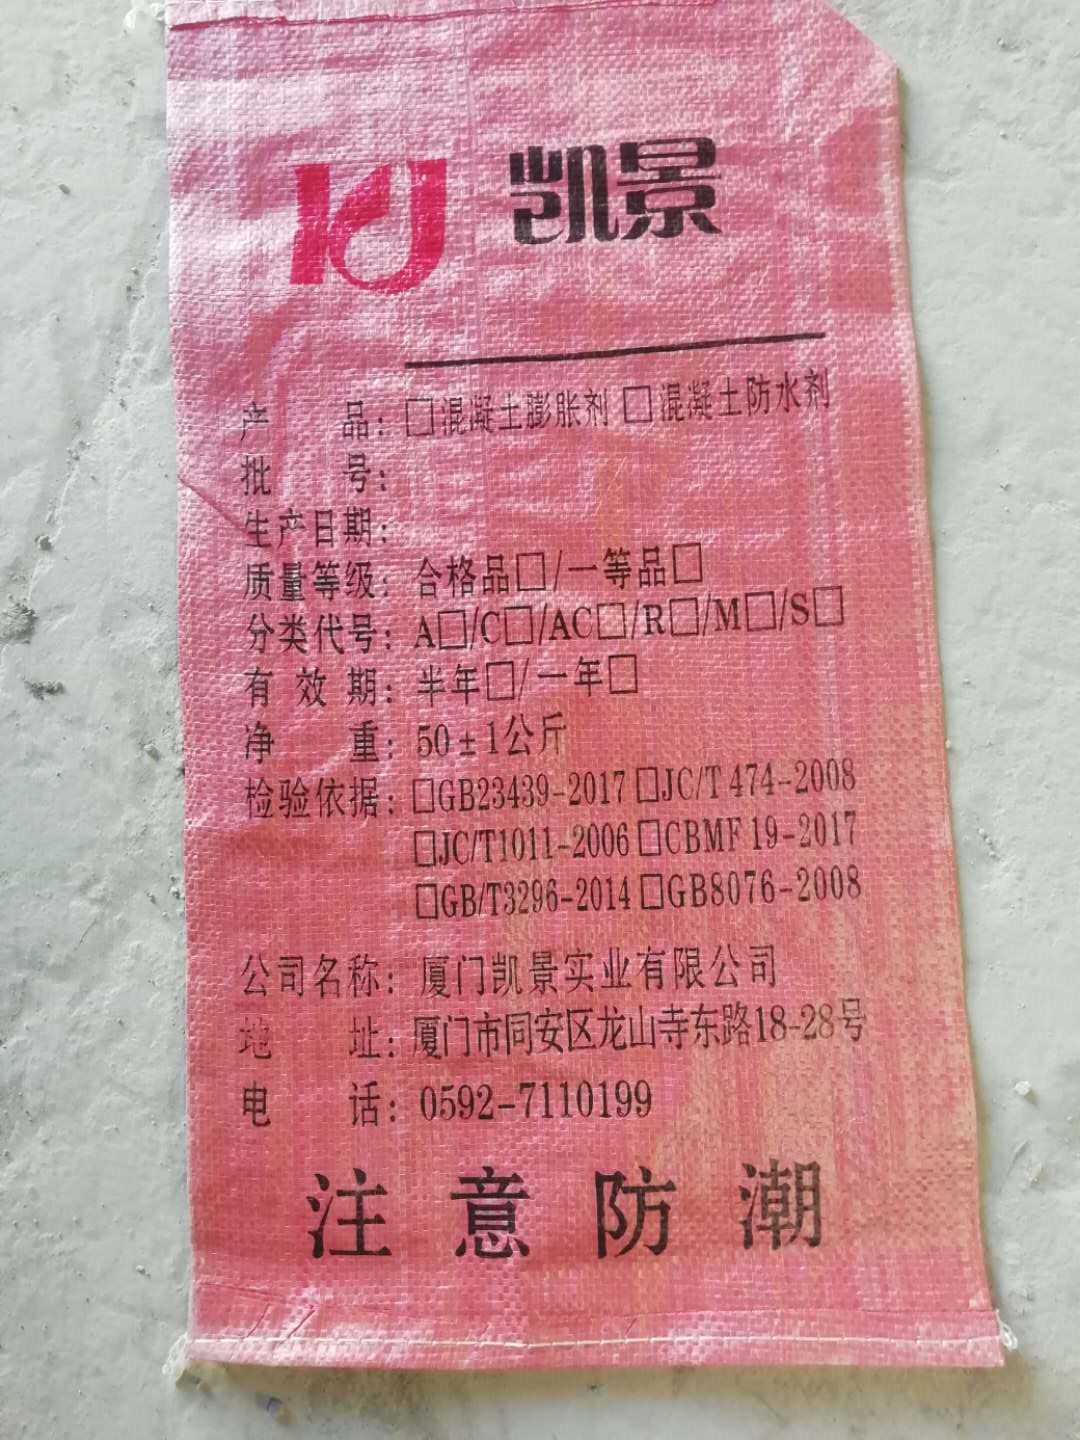 KJ 凯景
产品：□混凝土膨胀剂 □混凝土防水剂
批号：
生产日期：
质量等级：合格品□/一等品□
分类代号：A□/C□/AC□/R□/M□/S□
有效期：半年□/一年□
净重：50±1公斤
检验依据：□GB23439-2017 □JC/T 474-2008
□JC/T1011-2006 □CBMF 19-2017
□GB/T3296-2014 □GB8076-2008
公司名称：厦门凯景实业有限公司
地址：厦门市同安区龙山寺东路18-28号
电话：0592-7110199
注意防潮